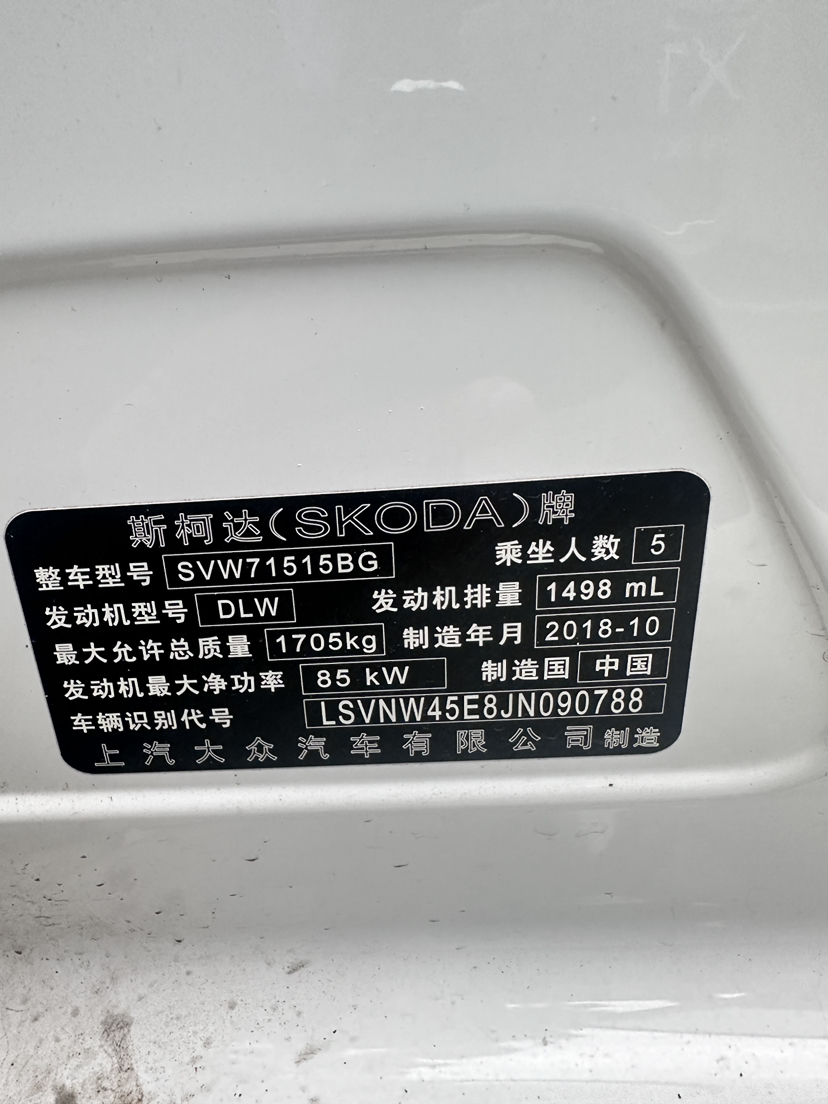 斯柯达(SKODA)牌
整车型号 SVW71515BG 乘坐人数 5
发动机型号 DLW 发动机排量 1498 mL
最大允许总质量 1705kg 制造年月 2018-10
发动机最大净功率 85 kW 制造国 中国
车辆识别代号 LSVNW45E8JN090788
上汽大众汽车有限公司制造